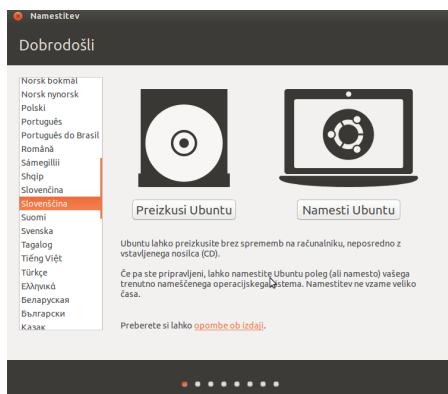 Namestitev
Dobrodošli
Norsk bokmål
Norsk nynorsk
Polski
Português
Português do Brasil
Română
Sámegillii
Shqip
Slovenčina
Slovenščina
Suomi
Svenska
Tagalog
Tiếng Việt
Türkçe
Ελληνικά
Беларуская
Български
Қазақ
Preizkusi Ubuntu
Namesti Ubuntu
Ubuntu lahko preizkusite brez sprememb na računalniku, neposredno z
vstavljenega nosilca (CD).
Če pa ste pripravljeni, lahko namestite Ubuntu poleg (ali namesto) vašega
trenutno nameščenega operacijskega sistema. Namestitev ne vzame veliko
časa.
Preberete si lahko opombe ob izdaji.